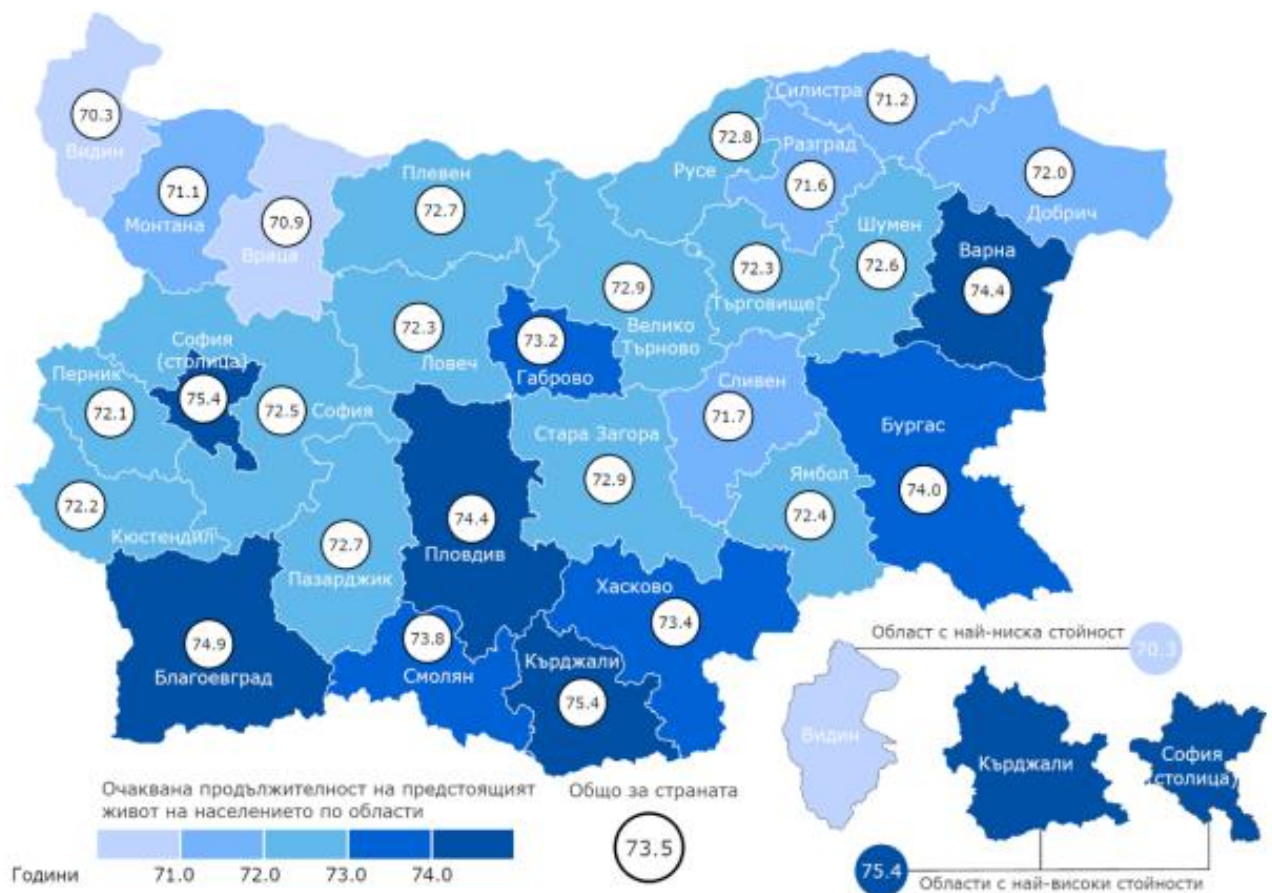 70.3
Видин
71.1
Монтана
70.9
Враца
Плевен
72.7
72.8
Русе
Силистра
71.2
Разград
71.6
72.0
Добрич
Шумен
72.6
Варна
74.4
72.3
Търговище
72.9
Велико
Търново
72.3
Ловеч
73.2
Габрово
София
(столица)
75.4
Перник
72.1
72.5
София
Сливен
71.7
Бургас
74.0
Стара Загора
72.9
Ямбол
72.4
72.2
Кюстендил
72.7
Пазарджик
74.4
Пловдив
Хасково
73.4
74.9
Благоевград
73.8
Смолян
Кърджали
75.4
Област с най-ниска стойност
70.3
Видин
Кърджали
София
(столица)
75.4
Области с най-високи стойности
Очаквана продължителност на предстоящият
живот на населението по области
Години
71.0 72.0 73.0 74.0
Общо за страната
73.5